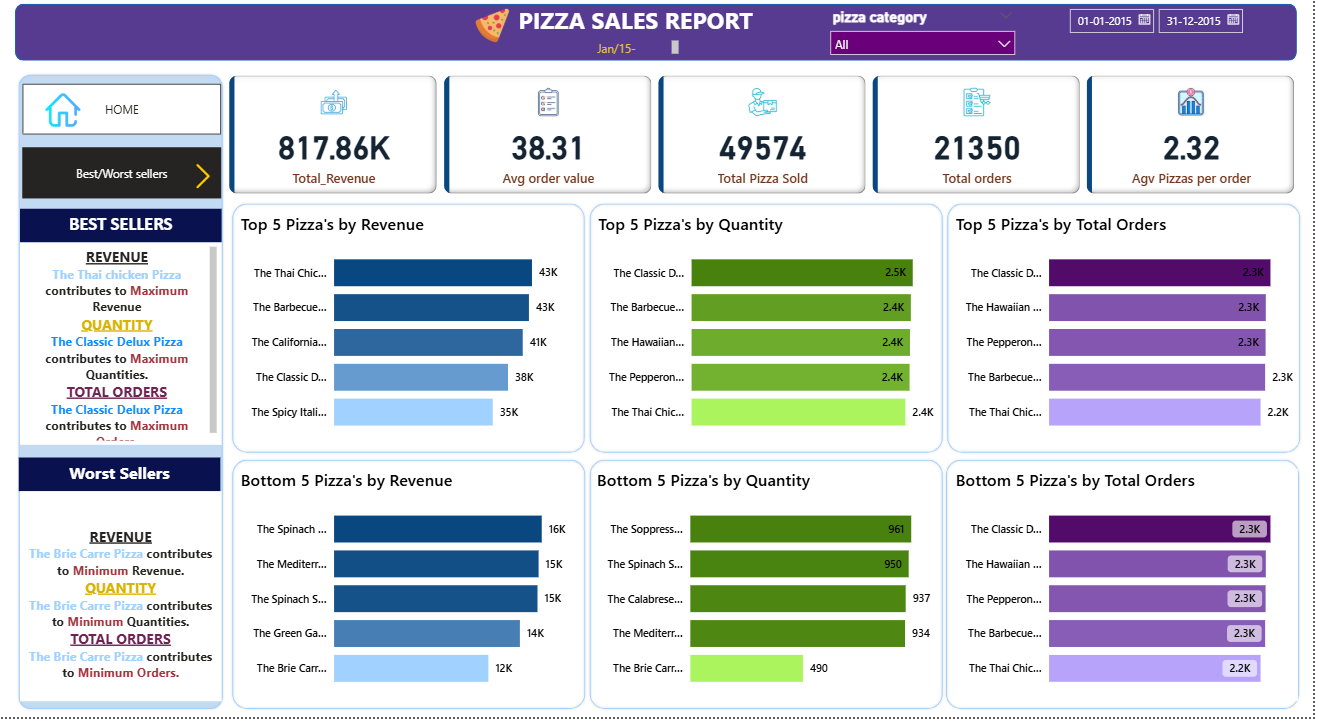 PIZZA SALES REPORT
Jan/15-
pizza category
All
01-01-2015
31-12-2015
HOME
Best/Worst sellers
817.86K
Total_Revenue
38.31
Avg order value
49574
Total Pizza Sold
21350
Total orders
2.32
Agv Pizzas per order
BEST SELLERS
REVENUE
The Thai chicken Pizza
contributes to Maximum
Revenue
QUANTITY
The Classic Delux Pizza
contributes to Maximum
Quantities.
TOTAL ORDERS
The Classic Delux Pizza
contributes to Maximum
Orders
Worst Sellers
REVENUE
The Brie Carre Pizza contributes
to Minimum Revenue.
QUANTITY
The Brie Carre Pizza contributes
to Minimum Quantities.
TOTAL ORDERS
The Brie Carre Pizza contributes
to Minimum Orders.
Top 5 Pizza's by Revenue
The Thai Chic... 43K
The Barbecue... 43K
The California... 41K
The Classic D... 38K
The Spicy Itali... 35K
Top 5 Pizza's by Quantity
The Classic D... 2.5K
The Barbecue... 2.4K
The Hawaiian... 2.4K
The Pepperon... 2.4K
The Thai Chic... 2.4K
Top 5 Pizza's by Total Orders
The Classic D... 2.3K
The Hawaiian ... 2.3K
The Pepperon... 2.3K
The Barbecue... 2.3K
The Thai Chic... 2.2K
Bottom 5 Pizza's by Revenue
The Spinach ... 16K
The Mediterr... 15K
The Spinach S... 15K
The Green Ga... 14K
The Brie Carr... 12K
Bottom 5 Pizza's by Quantity
The Soppress... 961
The Spinach S... 950
The Calabrese... 937
The Mediterr... 934
The Brie Carr... 490
Bottom 5 Pizza's by Total Orders
The Classic D... 2.3K
The Hawaiian ... 2.3K
The Pepperon... 2.3K
The Barbecue... 2.3K
The Thai Chic... 2.2K